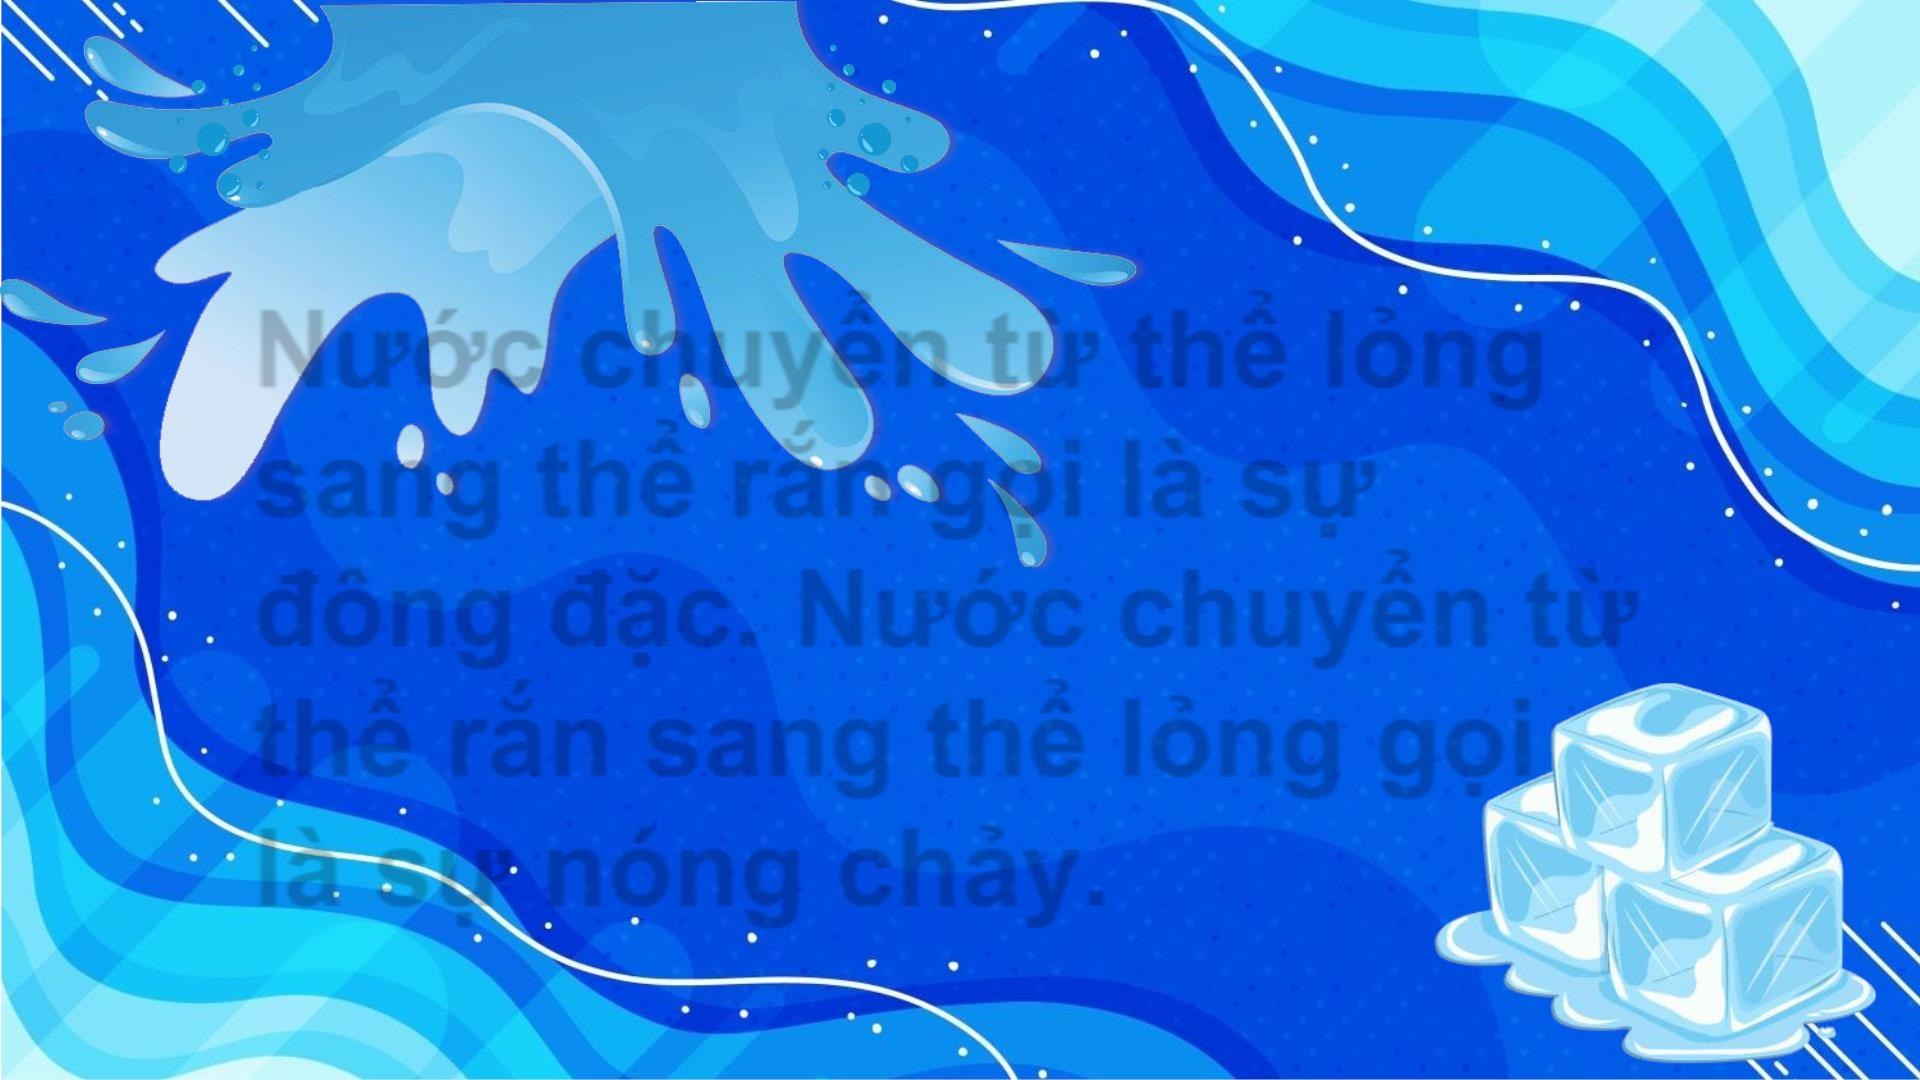 Nước chuyển từ thể lỏng
sang thể rắn gọi là sự
đông đặc. Nước chuyển từ
thể rắn sang thể lỏng gọi
là sự nóng chảy.